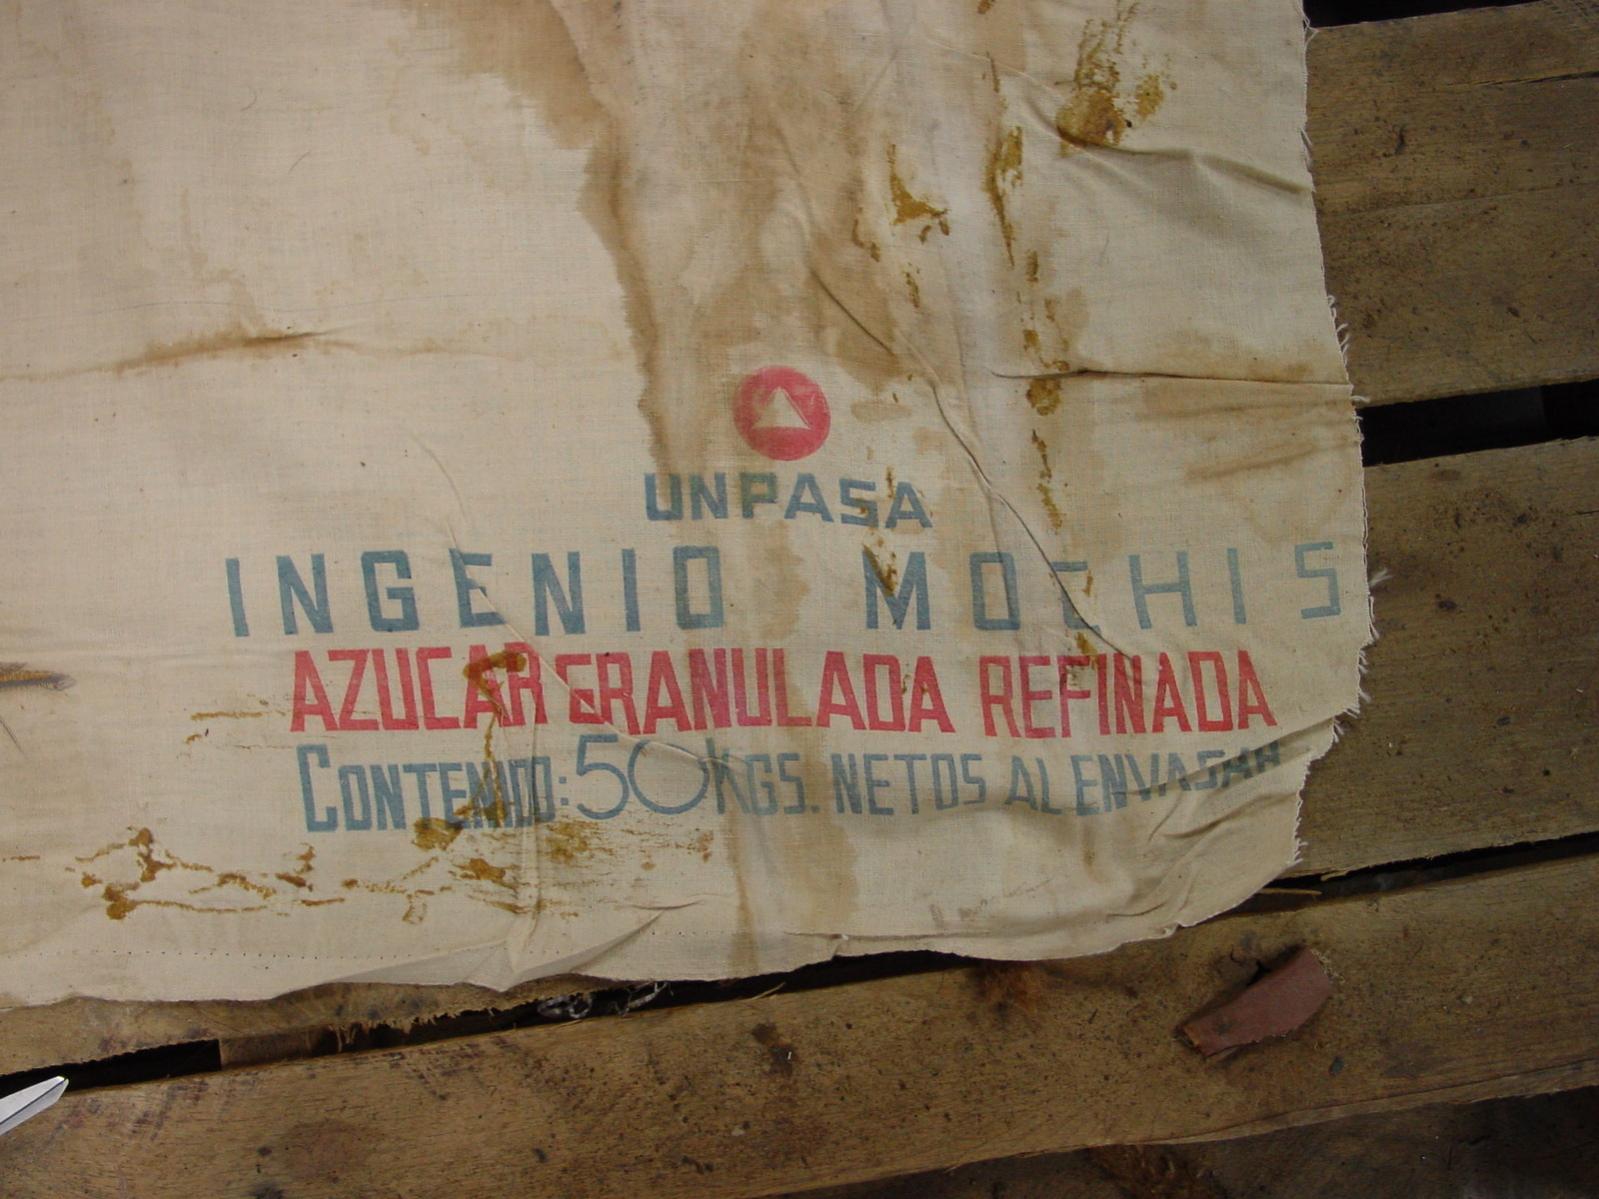 UNPASA
INGENIO MOCHIS
AZUCAR GRANULADA REFINADA
CONTENIDO: 50 KGS. NETOS AL ENVASAR